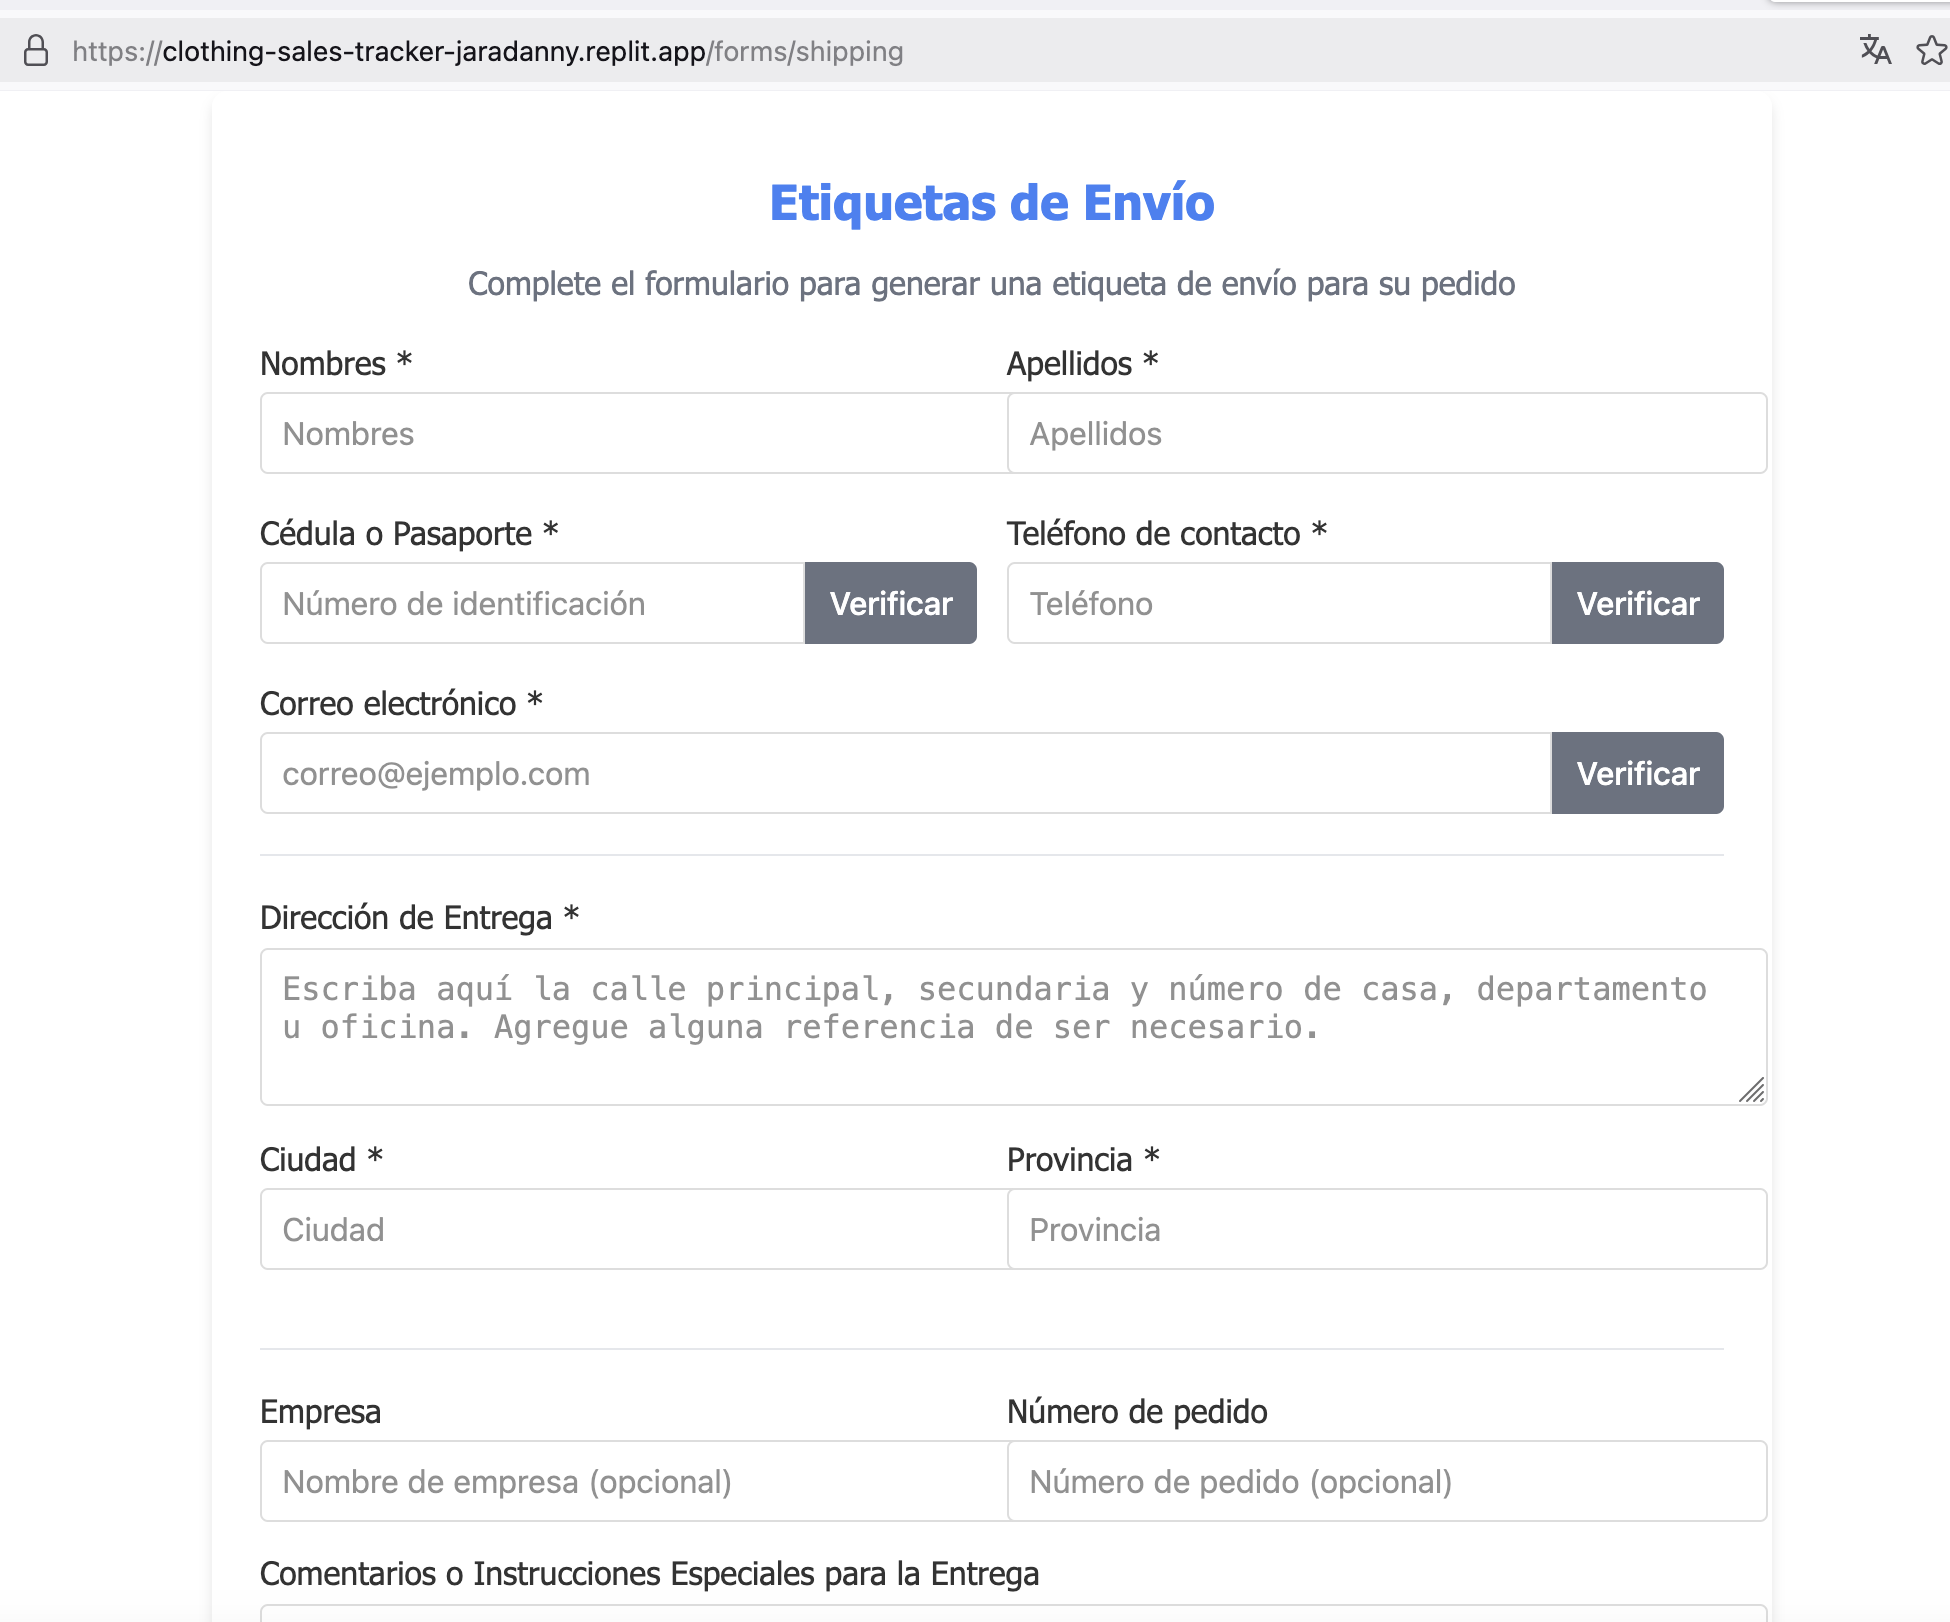 https://clothing-sales-tracker-jaradanny.replit.app/forms/shipping
Etiquetas de Envío
Complete el formulario para generar una etiqueta de envío para su pedido
Nombres * Apellidos *
Nombres Apellidos
Cédula o Pasaporte * Teléfono de contacto *
Número de identificación Verificar Teléfono Verificar
Correo electrónico *
correo@ejemplo.com Verificar
Dirección de Entrega *
Escriba aquí la calle principal, secundaria y número de casa, departamento
u oficina. Agregue alguna referencia de ser necesario.
Ciudad * Provincia *
Ciudad Provincia
Empresa Número de pedido
Nombre de empresa (opcional) Número de pedido (opcional)
Comentarios o Instrucciones Especiales para la Entrega